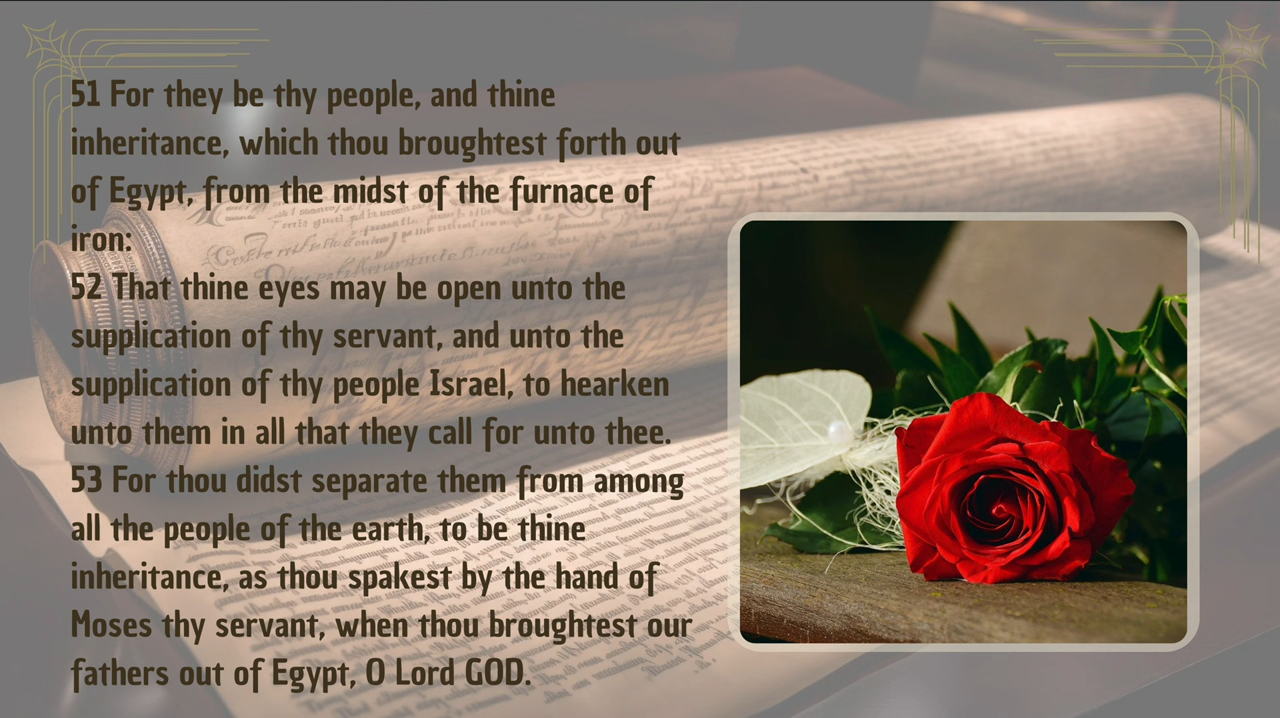 51 For they be thy people, and thine
inheritance, which thou broughtest forth out
of Egypt, from the midst of the furnace of
iron:
52 That thine eyes may be open unto the
supplication of thy servant, and unto the
supplication of thy people Israel, to hearken
unto them in all that they call for unto thee.
53 For thou didst separate them from among
all the people of the earth, to be thine
inheritance, as thou spakest by the hand of
Moses thy servant, when thou broughtest our
fathers out of Egypt, O Lord GOD.